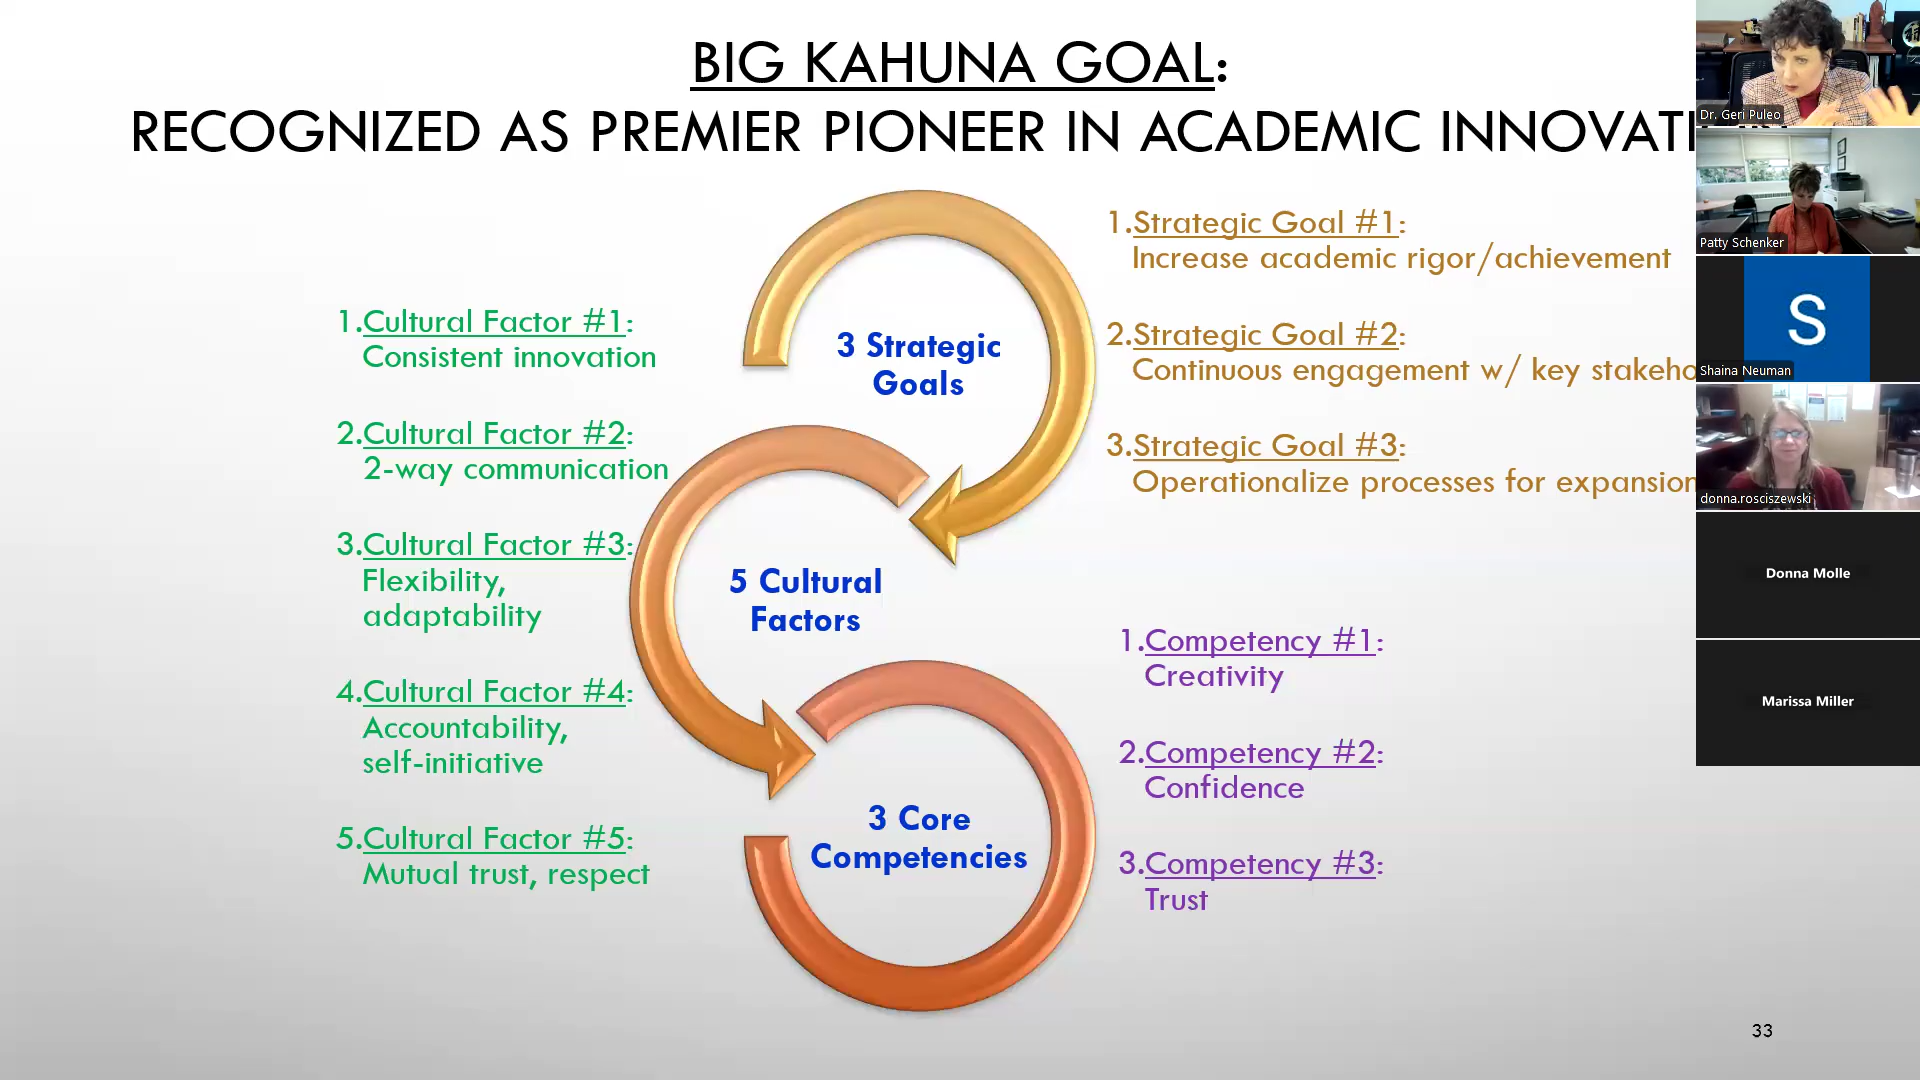 BIG KAHUNA GOAL:
RECOGNIZED AS PREMIER PIONEER IN ACADEMIC INNOVATI
1.Cultural Factor #1:
Consistent innovation
2.Cultural Factor #2:
2-way communication
3.Cultural Factor #3:
Flexibility,
adaptability
4.Cultural Factor #4:
Accountability,
self-initiative
5.Cultural Factor #5:
Mutual trust, respect
3 Strategic
Goals
5 Cultural
Factors
3 Core
Competencies
1.Strategic Goal #1:
Increase academic rigor/achievement
2.Strategic Goal #2:
Continuous engagement w/ key stakeho
3.Strategic Goal #3:
Operationalize processes for expansion
1.Competency #1:
Creativity
2.Competency #2:
Confidence
3.Competency #3:
Trust
33
Dr. Geri Puleo
Patty Schenker
S
Shaina Neuman
donna.rosciszewski
Donna Molle
Marissa Miller